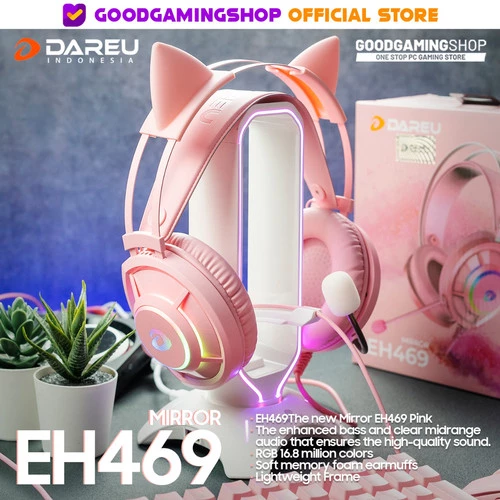 GOODGAMINGSHOP OFFICIAL STORE
DAREU
INDONESIA
GOODGAMINGSHOP
ONE STOP PC GAMING STORE
DAREU
MIRROR
EH469
MIRROR
EH469
EH469The new Mirror EH469 Pink
The enhanced bass and clear midrange
audio that ensures the high-quality sound.
RGB 16.8 million colors
Soft memory foam earmuffs
Lightweight Frame